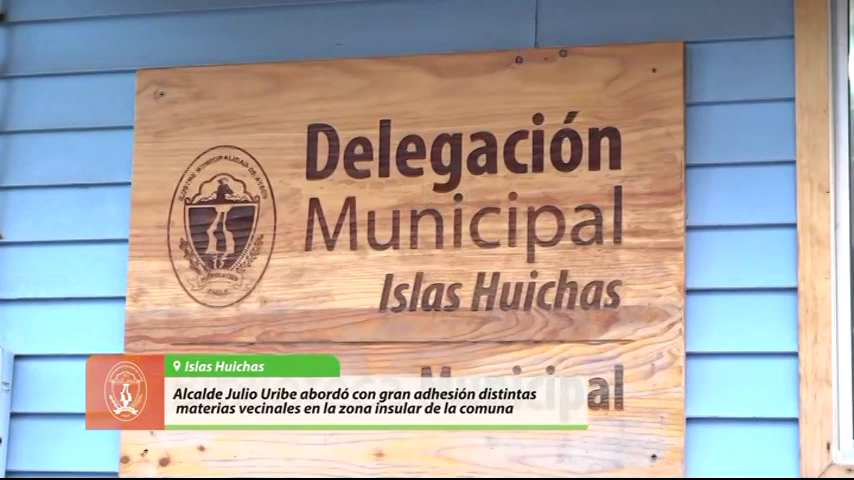 Delegación
Municipal
Islas Huichas
Municipal
Islas Huichas
Alcalde Julio Uribe abordó con gran adhesión distintas
materias vecinales en la zona insular de la comuna